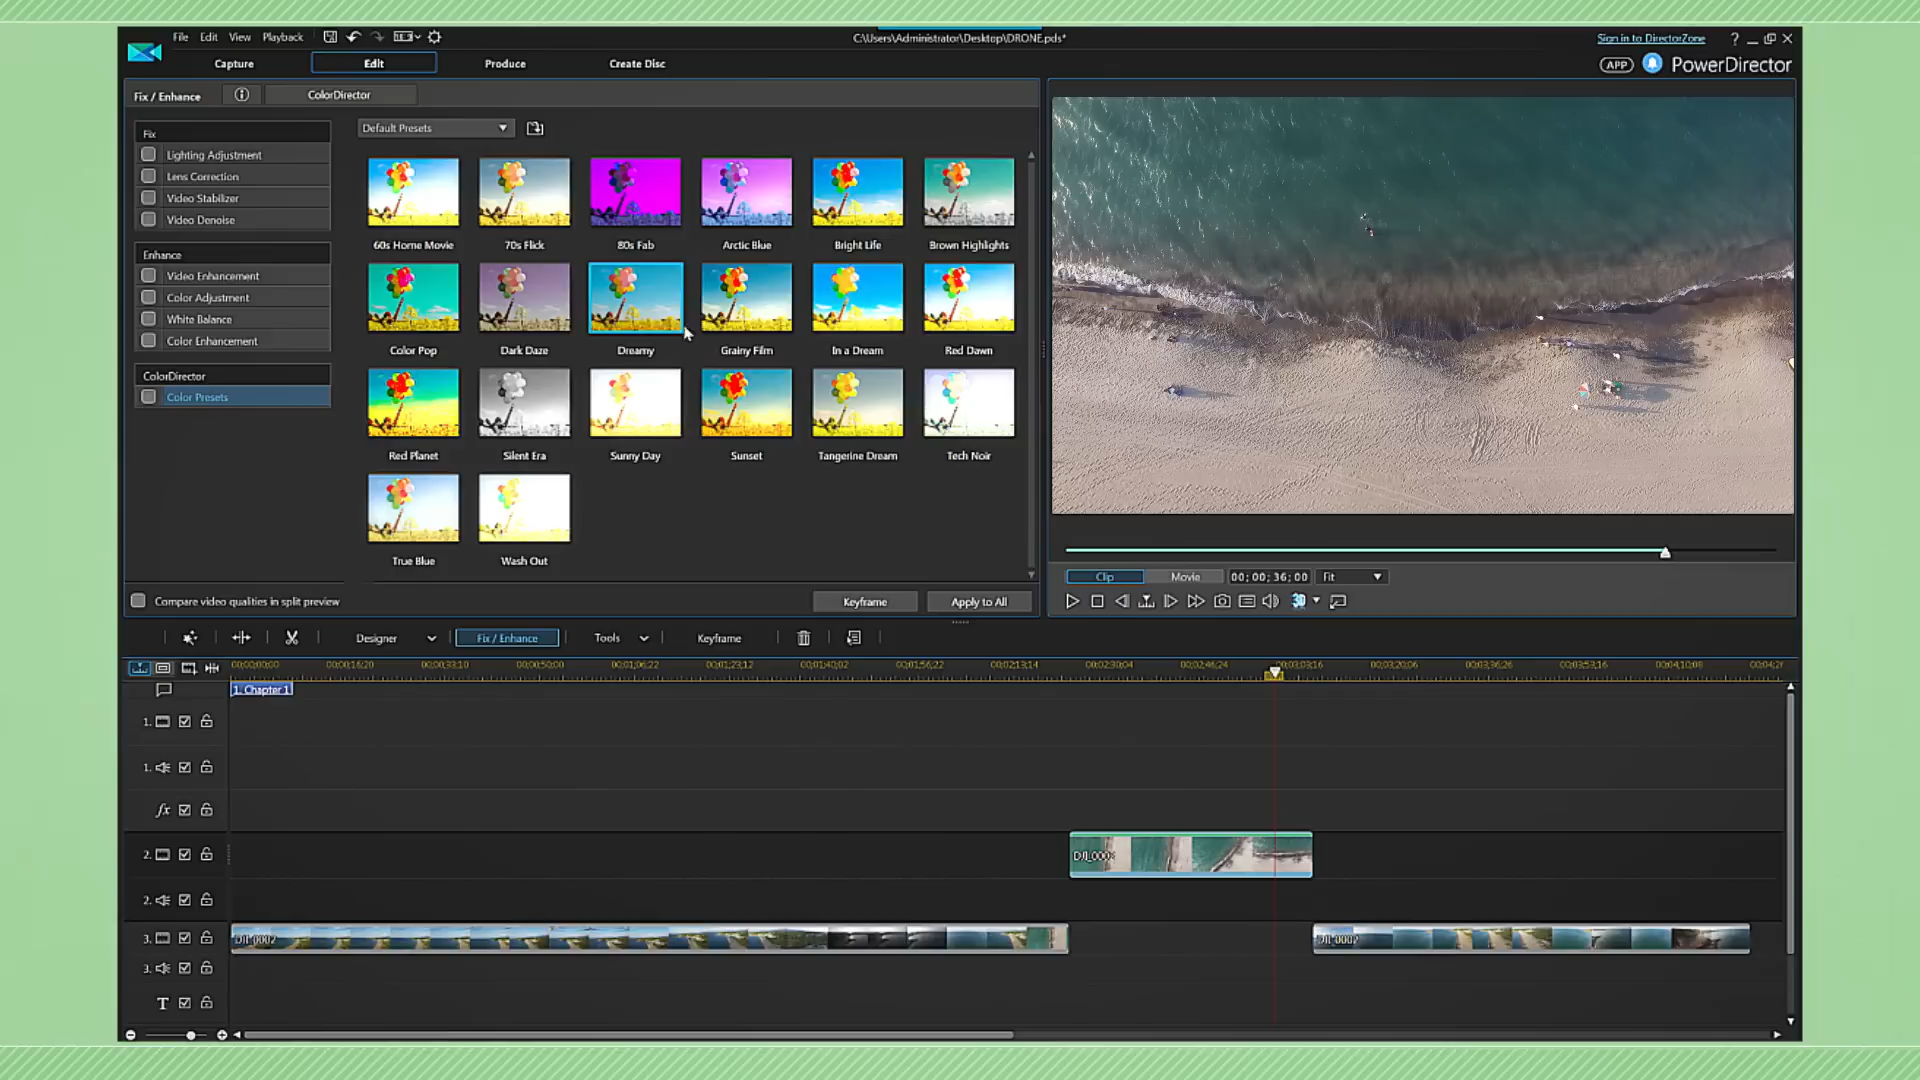 File Edit View Playback
C:\Users\Administrator\Desktop\DRONE.pds*
Sign in to DirectorZone ?
Capture Edit Produce Create Disc
APP PowerDirector
Fix / Enhance ColorDirector
Fix
Lighting Adjustment
Lens Correction
Video Stabilizer
Video Denoise
Enhance
Video Enhancement
Color Adjustment
White Balance
Color Enhancement
ColorDirector
Color Presets
Default Presets
60s Home Movie 70s Flick 80s Fab Arctic Blue Bright Life Brown Highlights
Color Pop Dark Daze Dreamy Grainy Film In a Dream Red Dawn
Red Planet Silent Era Sunny Day Sunset Tangerine Dream Tech Noir
True Blue Wash Out
Compare video qualities in split preview Keyframe Apply to All
Clip Movie 00; 00; 36; 00 Fit
3D
Designer Fix / Enhance Tools Keyframe
00;00;00;00 00;00;16;20 00;00;33;10 00;00;50;00 00;01;06;22 00;01;23;12 00;01;40;02 00;01;56;22 00;02;13;14 00;02;30;04 00;02;46;24 00;03;03;16 00;03;20;06 00;03;36;26 00;03;53;16 00;04;10;08
1. Chapter 1
1.
1.
fx
2. DJI_000
2.
3. DJI_0002 DJI_0002
3.
T